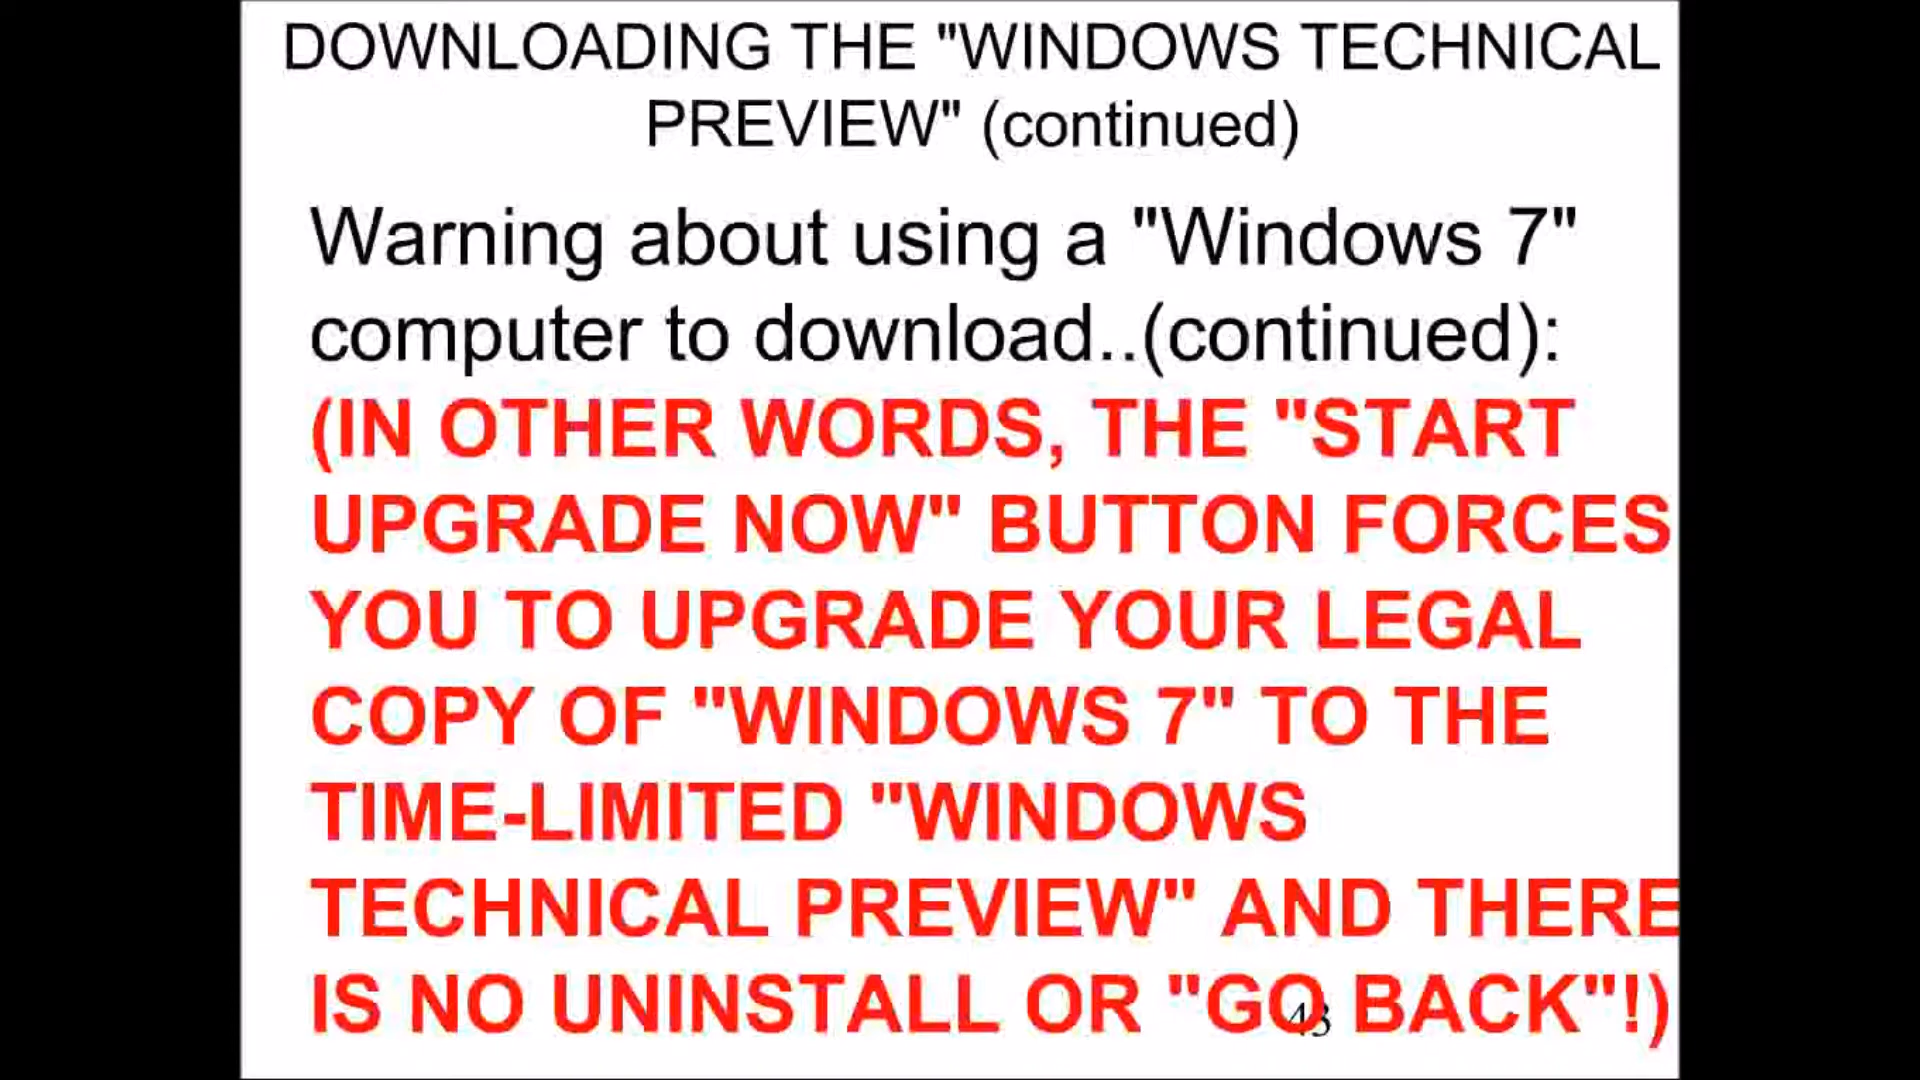 DOWNLOADING THE "WINDOWS TECHNICAL
PREVIEW" (continued)
Warning about using a "Windows 7"
computer to download..(continued):
(IN OTHER WORDS, THE "START
UPGRADE NOW" BUTTON FORCES
YOU TO UPGRADE YOUR LEGAL
COPY OF "WINDOWS 7" TO THE
TIME-LIMITED "WINDOWS
TECHNICAL PREVIEW" AND THERE
IS NO UNINSTALL OR "GO BACK"!)
43